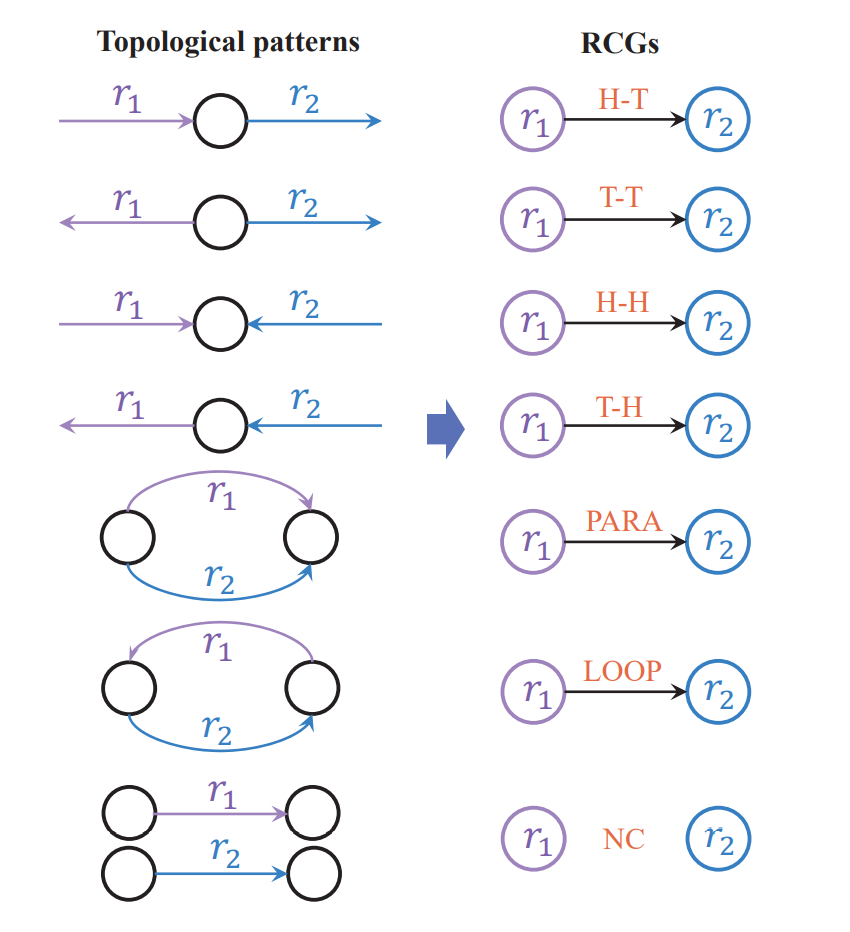 Topological patterns RCGs
r1 r2 r1 H-T r2
r1 r2 r1 T-T r2
r1 r2 r1 H-H r2
r1 r2 r1 T-H r2
r1
r2
r1 PARA r2
r1
r2
r1 LOOP r2
r1
r2
r1 NC r2